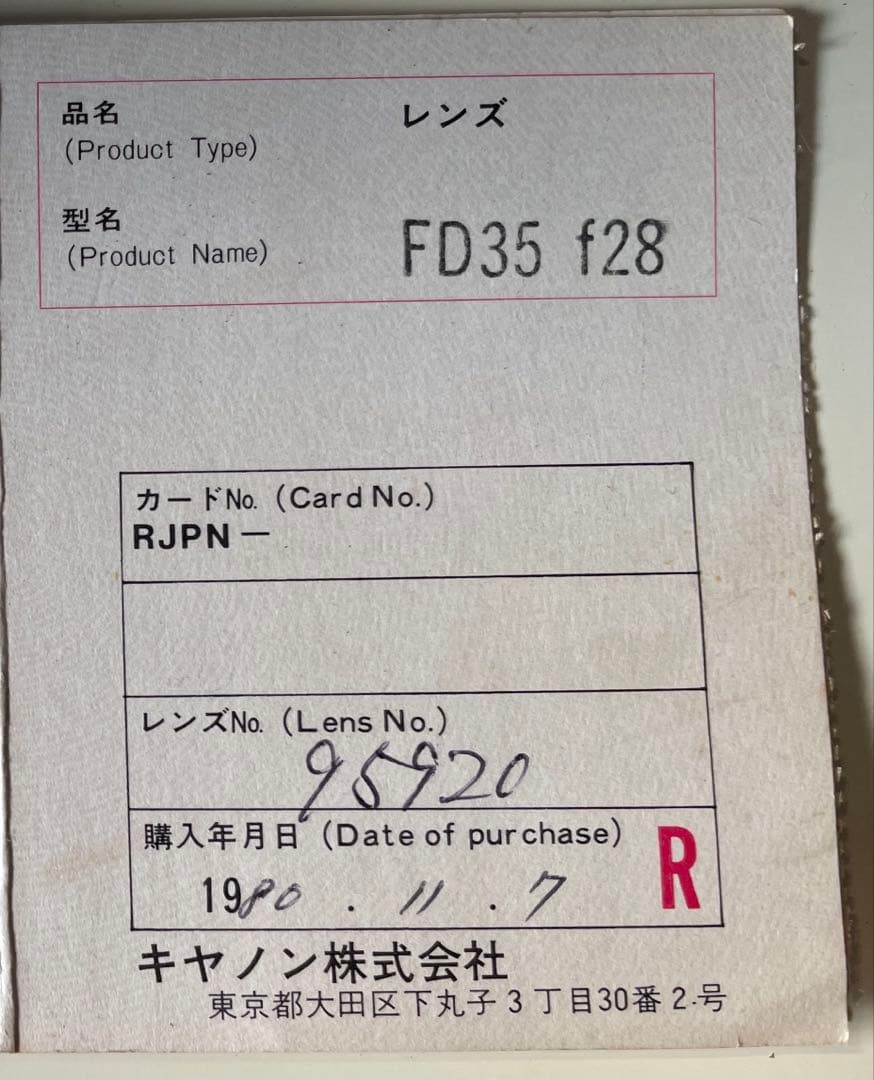 品名 レンズ
(Product Type)
型名
(Product Name) FD35 f28
カードNo. (Card No.)
RJPN—
レンズNo. (Lens No.)
95920
購入年月日 (Date of purchase)
1980 . 11 . 7
R
キヤノン株式会社
東京都大田区下丸子3丁目30番2号